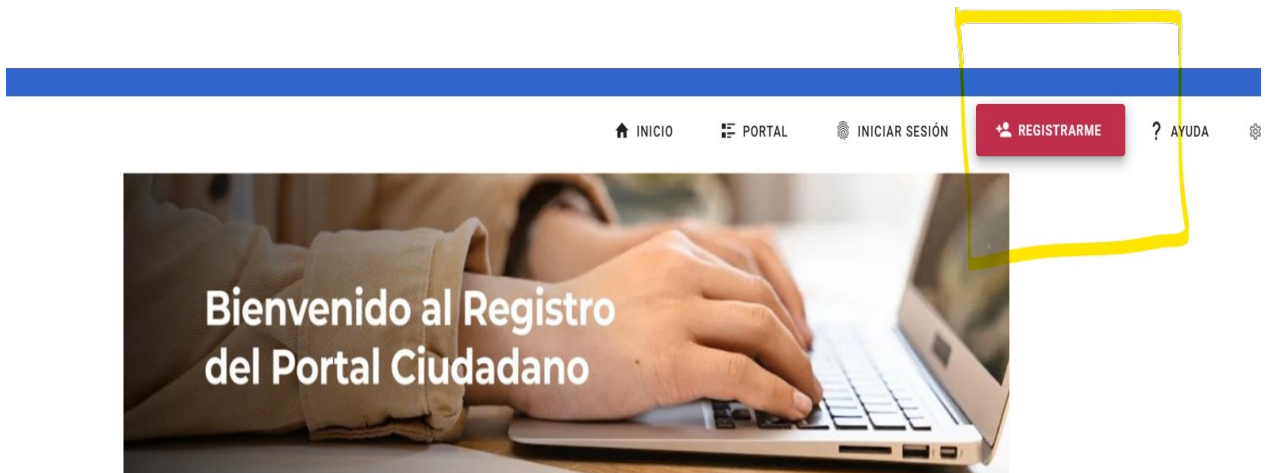 INICIO PORTAL INICIAR SESIÓN REGISTRARME ? AYUDA
Bienvenido al Registro
del Portal Ciudadano